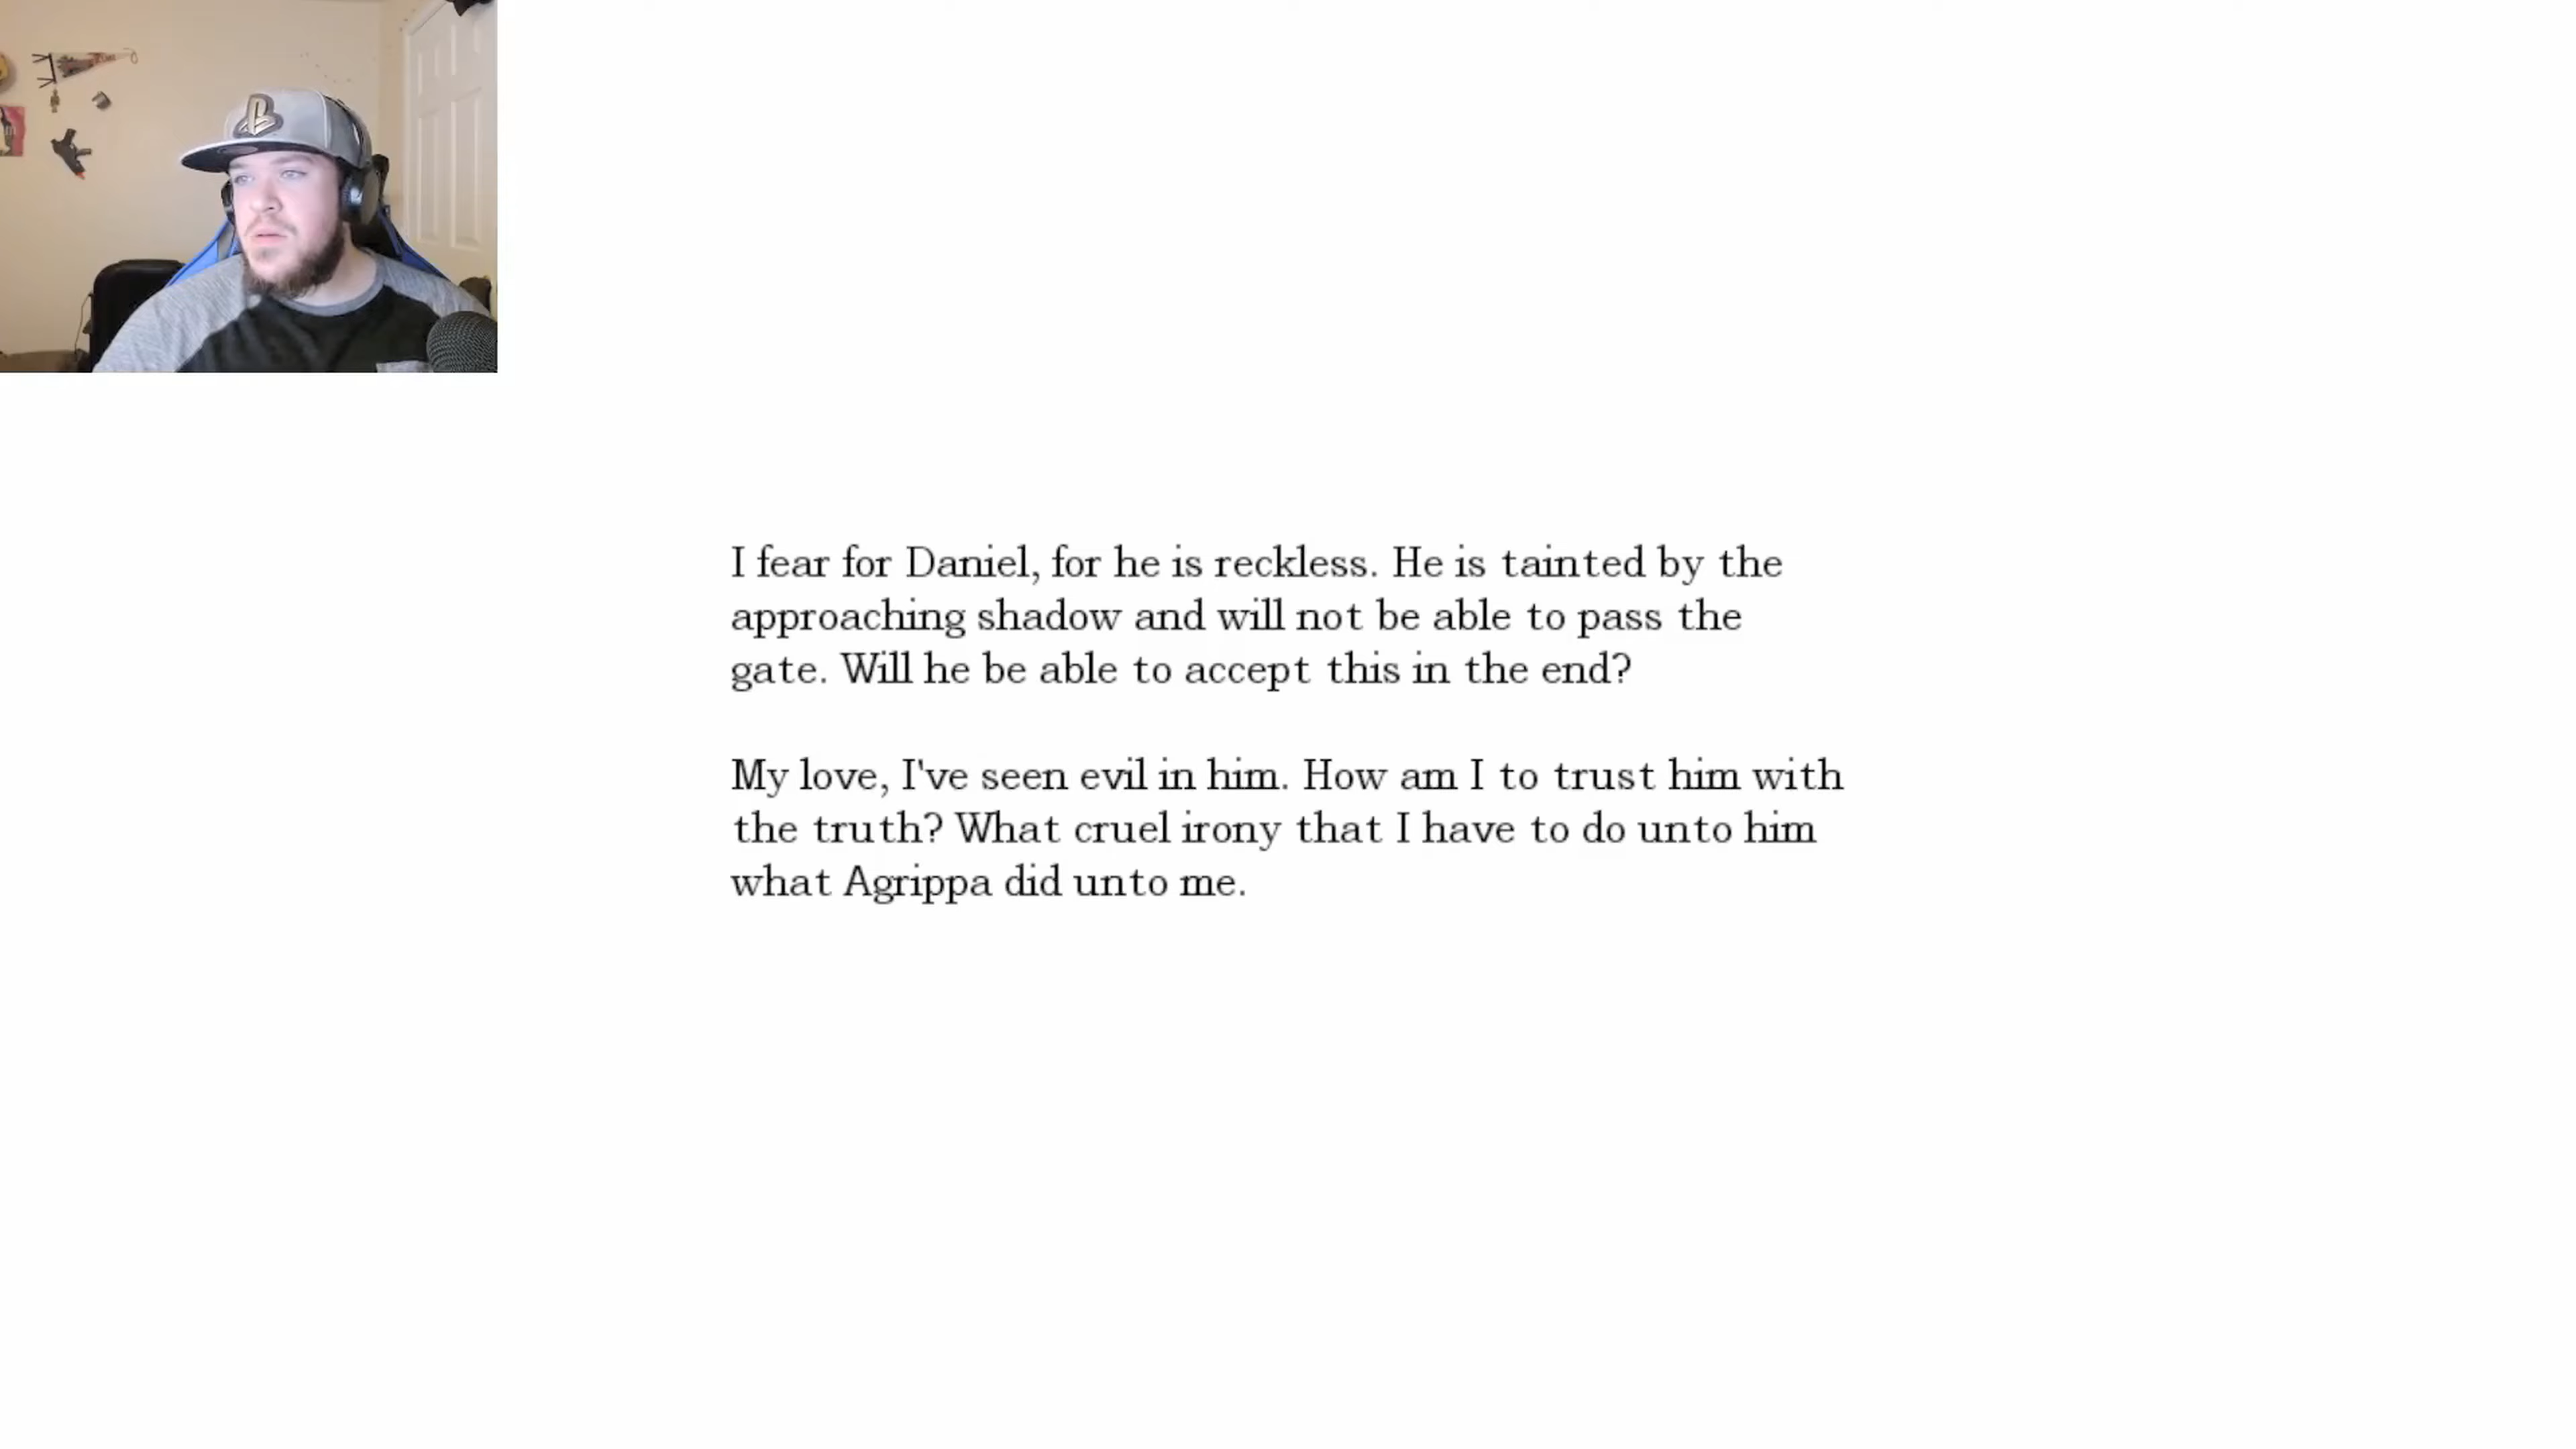 I fear for Daniel, for he is reckless. He is tainted by the
approaching shadow and will not be able to pass the
gate. Will he be able to accept this in the end?
My love, I've seen evil in him. How am I to trust him with
the truth? What cruel irony that I have to do unto him
what Agrippa did unto me.